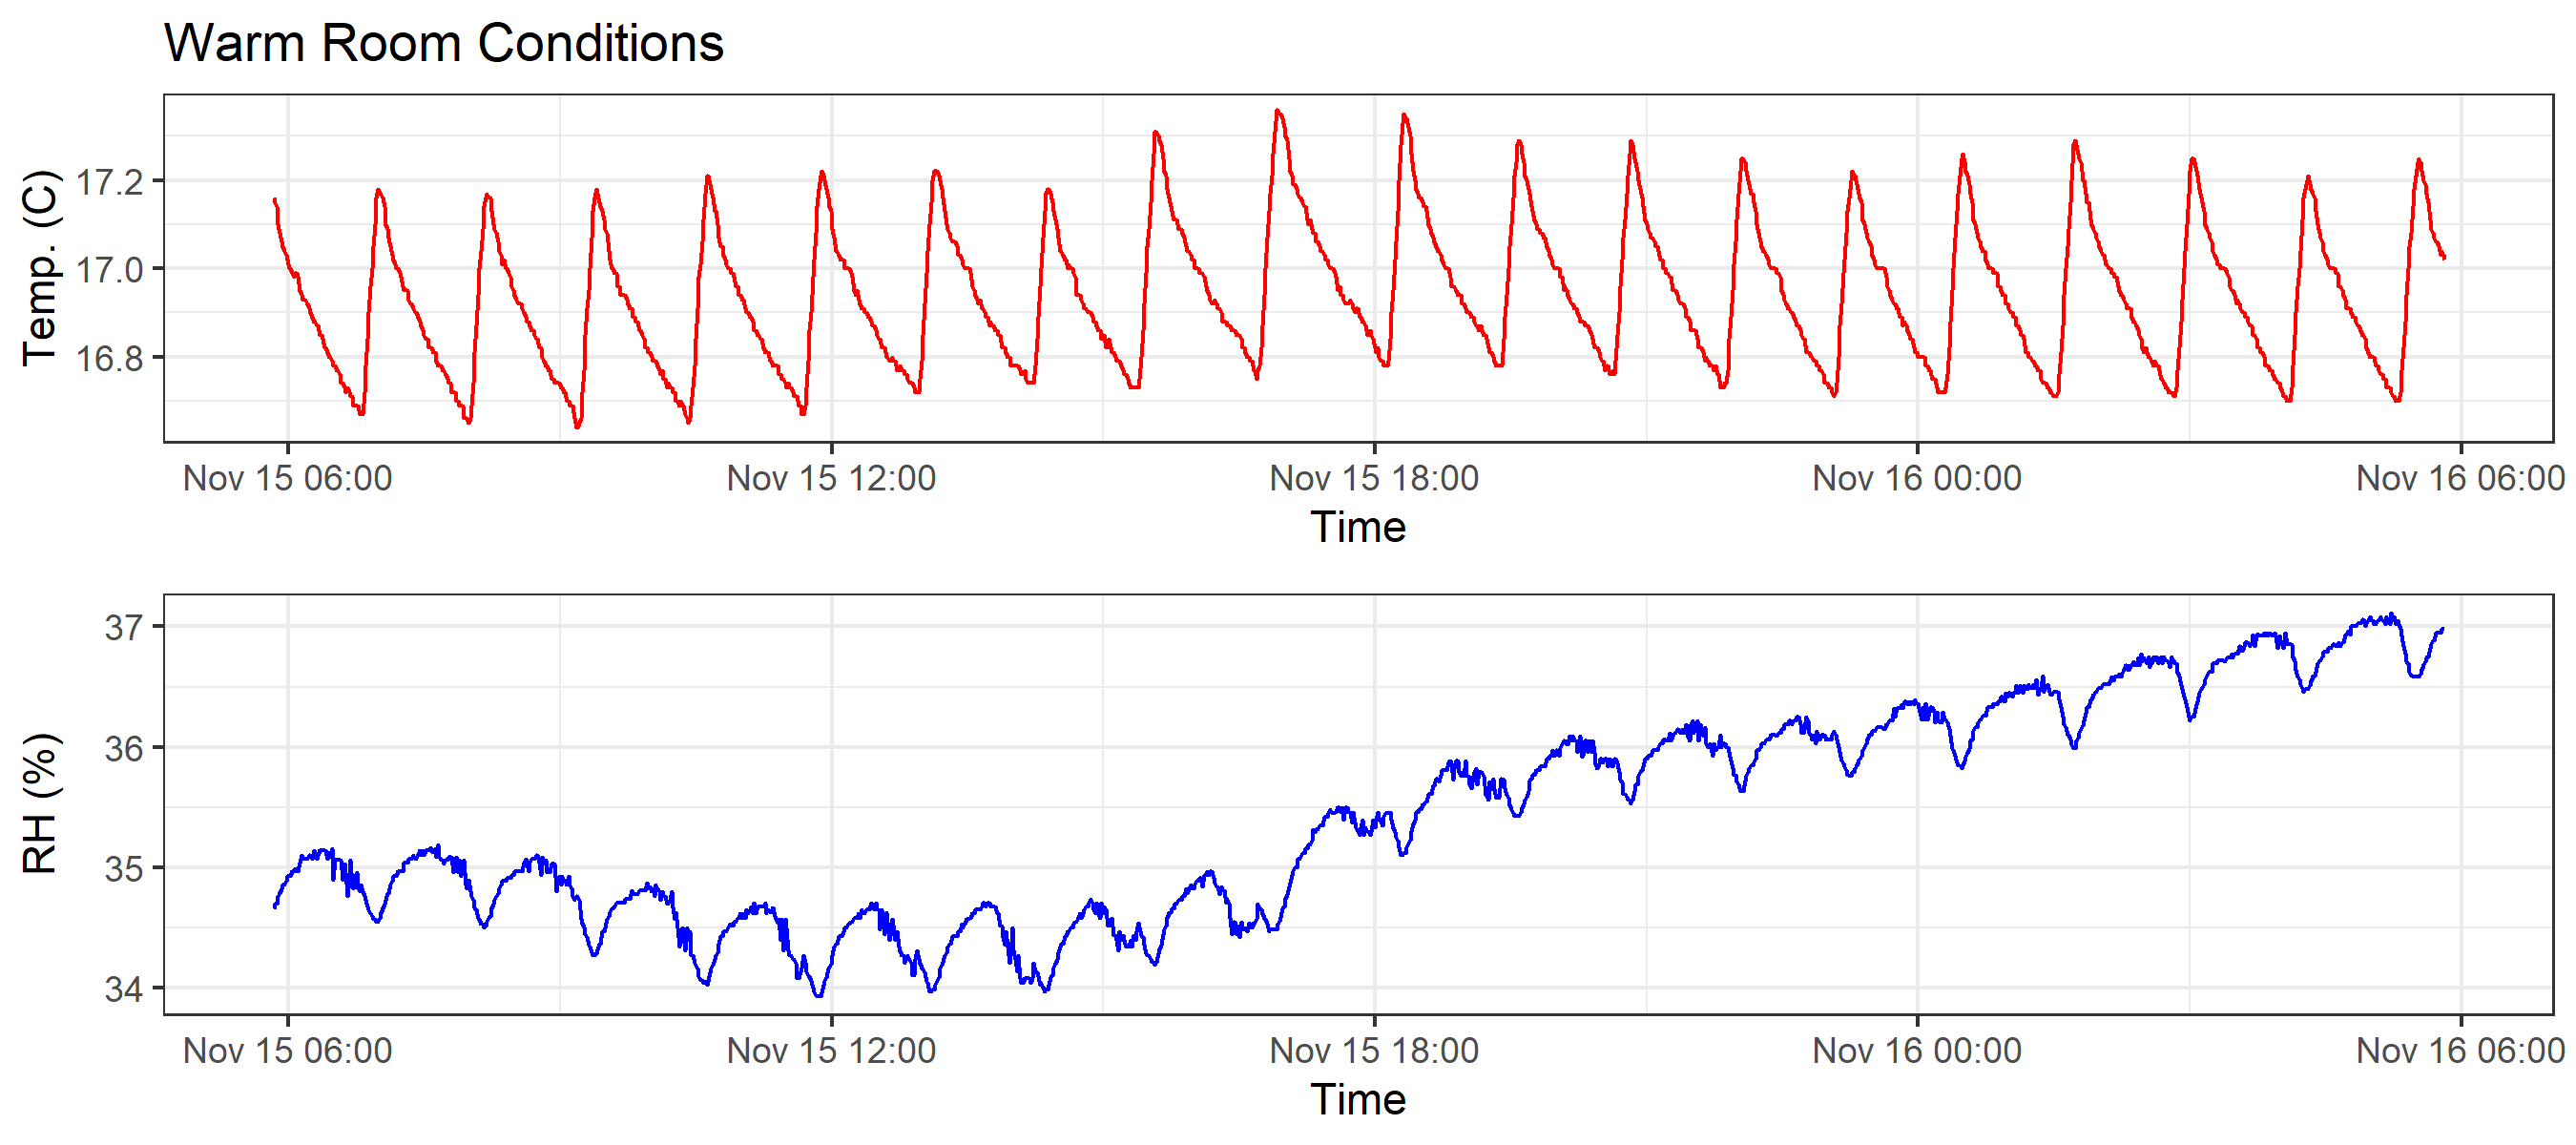 Warm Room Conditions
Temp. (C)
17.2
17.0
16.8
Nov 15 06:00 Nov 15 12:00 Nov 15 18:00 Nov 16 00:00 Nov 16 06:00
Time
RH (%)
37
36
35
34
Nov 15 06:00 Nov 15 12:00 Nov 15 18:00 Nov 16 00:00 Nov 16 06:00
Time